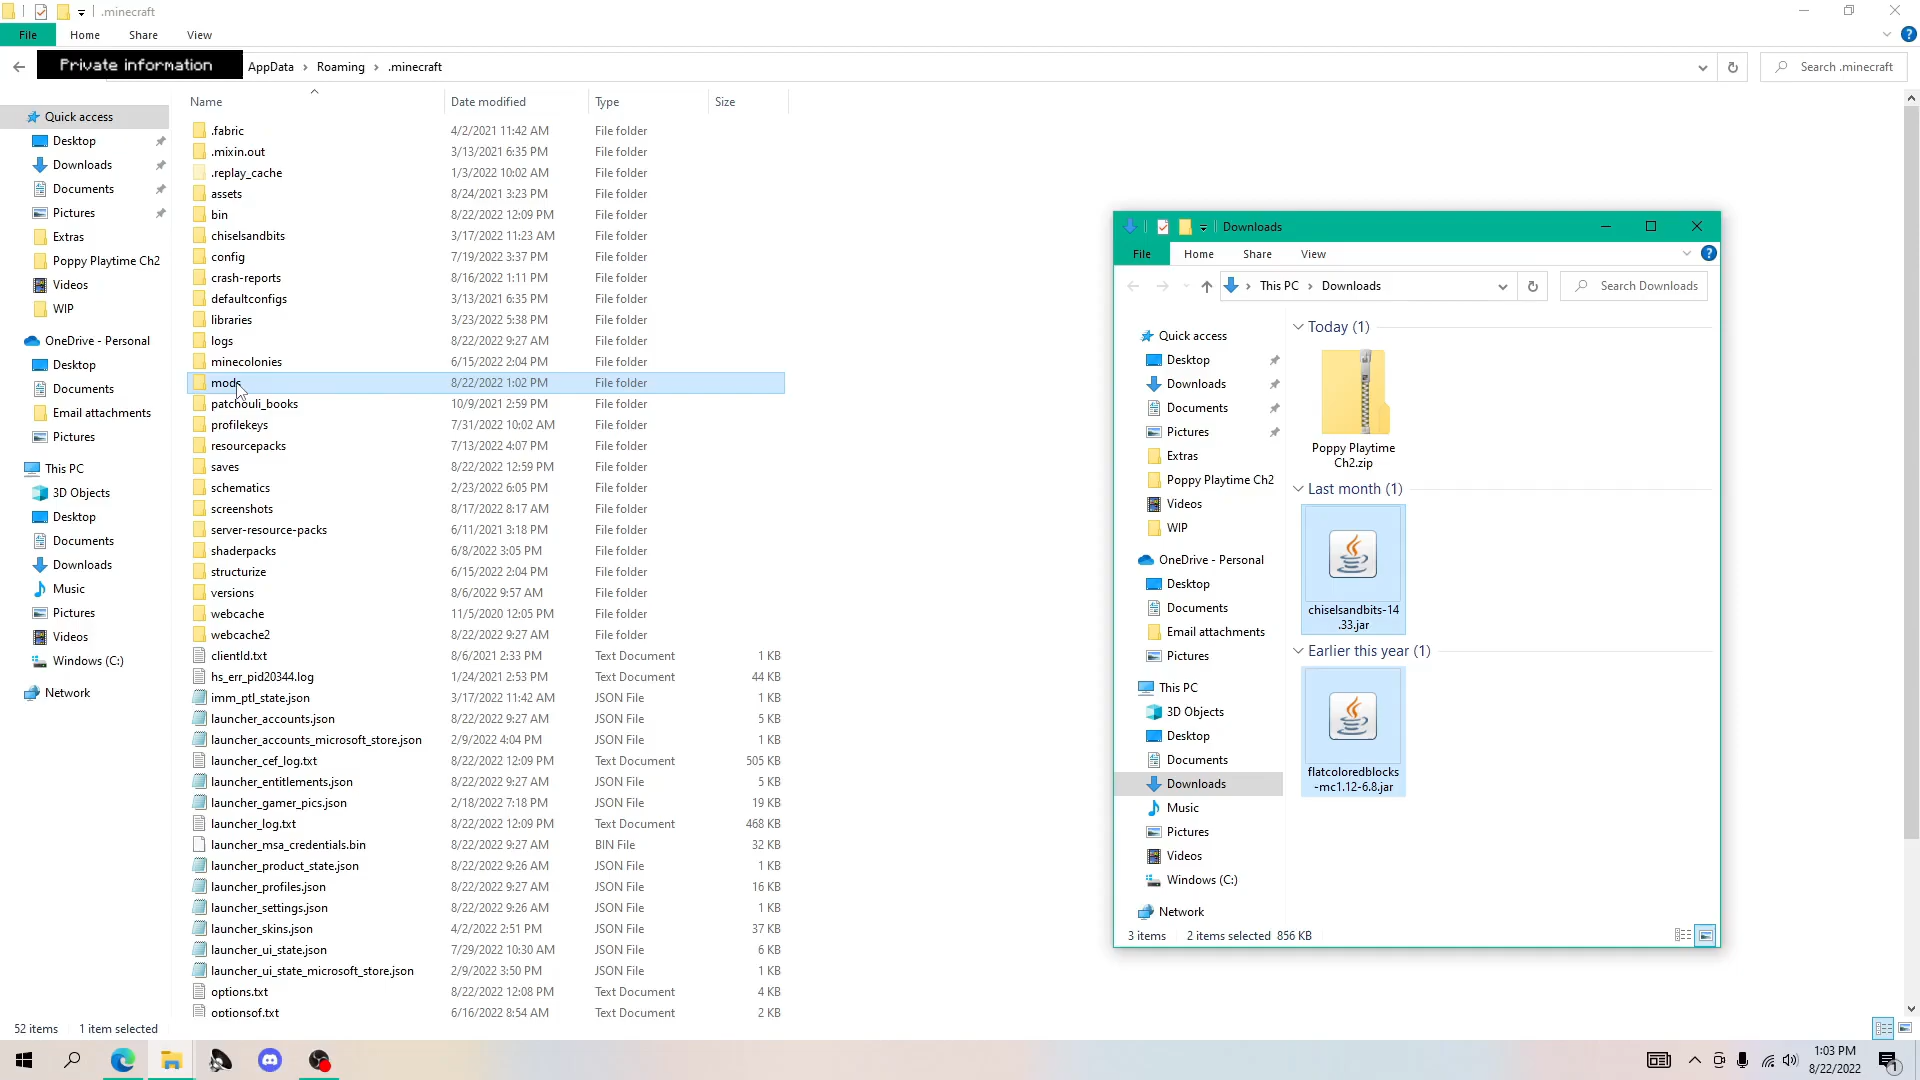 .minecraft
File Home Share View
Private information AppData Roaming .minecraft Search .minecraft
Name Date modified Type Size
Quick access
Desktop
Downloads
Documents
Pictures
Extras
Poppy Playtime Ch2
Videos
WIP
OneDrive - Personal
Desktop
Documents
Email attachments
Pictures
This PC
3D Objects
Desktop
Documents
Downloads
Music
Pictures
Videos
Windows (C:)
Network
.fabric 4/2/2021 11:42 AM File folder
.mixin.out 3/13/2021 6:35 PM File folder
.replay_cache 1/3/2022 10:02 AM File folder
assets 8/24/2021 3:23 PM File folder
bin 8/22/2022 12:09 PM File folder
chiselsandbits 3/17/2022 11:23 AM File folder
config 7/19/2022 3:37 PM File folder
crash-reports 8/16/2022 1:11 PM File folder
defaultconfigs 3/13/2021 6:35 PM File folder
libraries 3/23/2022 5:38 PM File folder
logs 8/22/2022 9:27 AM File folder
minecolonies 6/15/2022 2:04 PM File folder
mods 8/22/2022 1:02 PM File folder
patchouli_books 10/9/2021 2:59 PM File folder
profilekeys 7/31/2022 10:02 AM File folder
resourcepacks 7/13/2022 4:07 PM File folder
saves 8/22/2022 12:59 PM File folder
schematics 2/23/2022 6:05 PM File folder
screenshots 8/17/2022 8:17 AM File folder
server-resource-packs 6/11/2021 3:18 PM File folder
shaderpacks 6/8/2022 3:05 PM File folder
structurize 6/15/2022 2:04 PM File folder
versions 8/6/2022 9:57 AM File folder
webcache 11/5/2020 12:05 PM File folder
webcache2 8/22/2022 9:27 AM File folder
clientId.txt 8/6/2021 2:33 PM Text Document 1 KB
hs_err_pid20344.log 1/24/2021 2:53 PM Text Document 44 KB
imm_ptl_state.json 3/17/2022 11:42 AM JSON File 1 KB
launcher_accounts.json 8/22/2022 9:27 AM JSON File 5 KB
launcher_accounts_microsoft_store.json 2/9/2022 4:04 PM JSON File 1 KB
launcher_cef_log.txt 8/22/2022 12:09 PM Text Document 505 KB
launcher_entitlements.json 8/22/2022 9:27 AM JSON File 5 KB
launcher_gamer_pics.json 2/18/2022 7:18 PM JSON File 19 KB
launcher_log.txt 8/22/2022 12:09 PM Text Document 468 KB
launcher_msa_credentials.bin 8/22/2022 9:27 AM BIN File 32 KB
launcher_product_state.json 8/22/2022 9:26 AM JSON File 1 KB
launcher_profiles.json 8/22/2022 9:27 AM JSON File 16 KB
launcher_settings.json 8/22/2022 9:26 AM JSON File 1 KB
launcher_skins.json 4/2/2022 2:51 PM JSON File 37 KB
launcher_ui_state.json 7/29/2022 10:30 AM JSON File 6 KB
launcher_ui_state_microsoft_store.json 2/9/2022 3:50 PM JSON File 1 KB
options.txt 8/22/2022 12:08 PM Text Document 4 KB
optionsof.txt 6/16/2022 8:54 AM Text Document 2 KB
52 items 1 item selected
Downloads
File Home Share View
This PC Downloads Search Downloads
Quick access
Desktop
Downloads
Documents
Pictures
Extras
Poppy Playtime Ch2
Videos
WIP
OneDrive - Personal
Desktop
Documents
Email attachments
Pictures
This PC
3D Objects
Desktop
Documents
Downloads
Music
Pictures
Videos
Windows (C:)
Network
Today (1)
Poppy Playtime
Ch2.zip
Last month (1)
chiselsandbits-14
.33.jar
Earlier this year (1)
flatcoloredblocks
-mc1.12-6.8.jar
3 items 2 items selected 856 KB
1:03 PM
8/22/2022
1